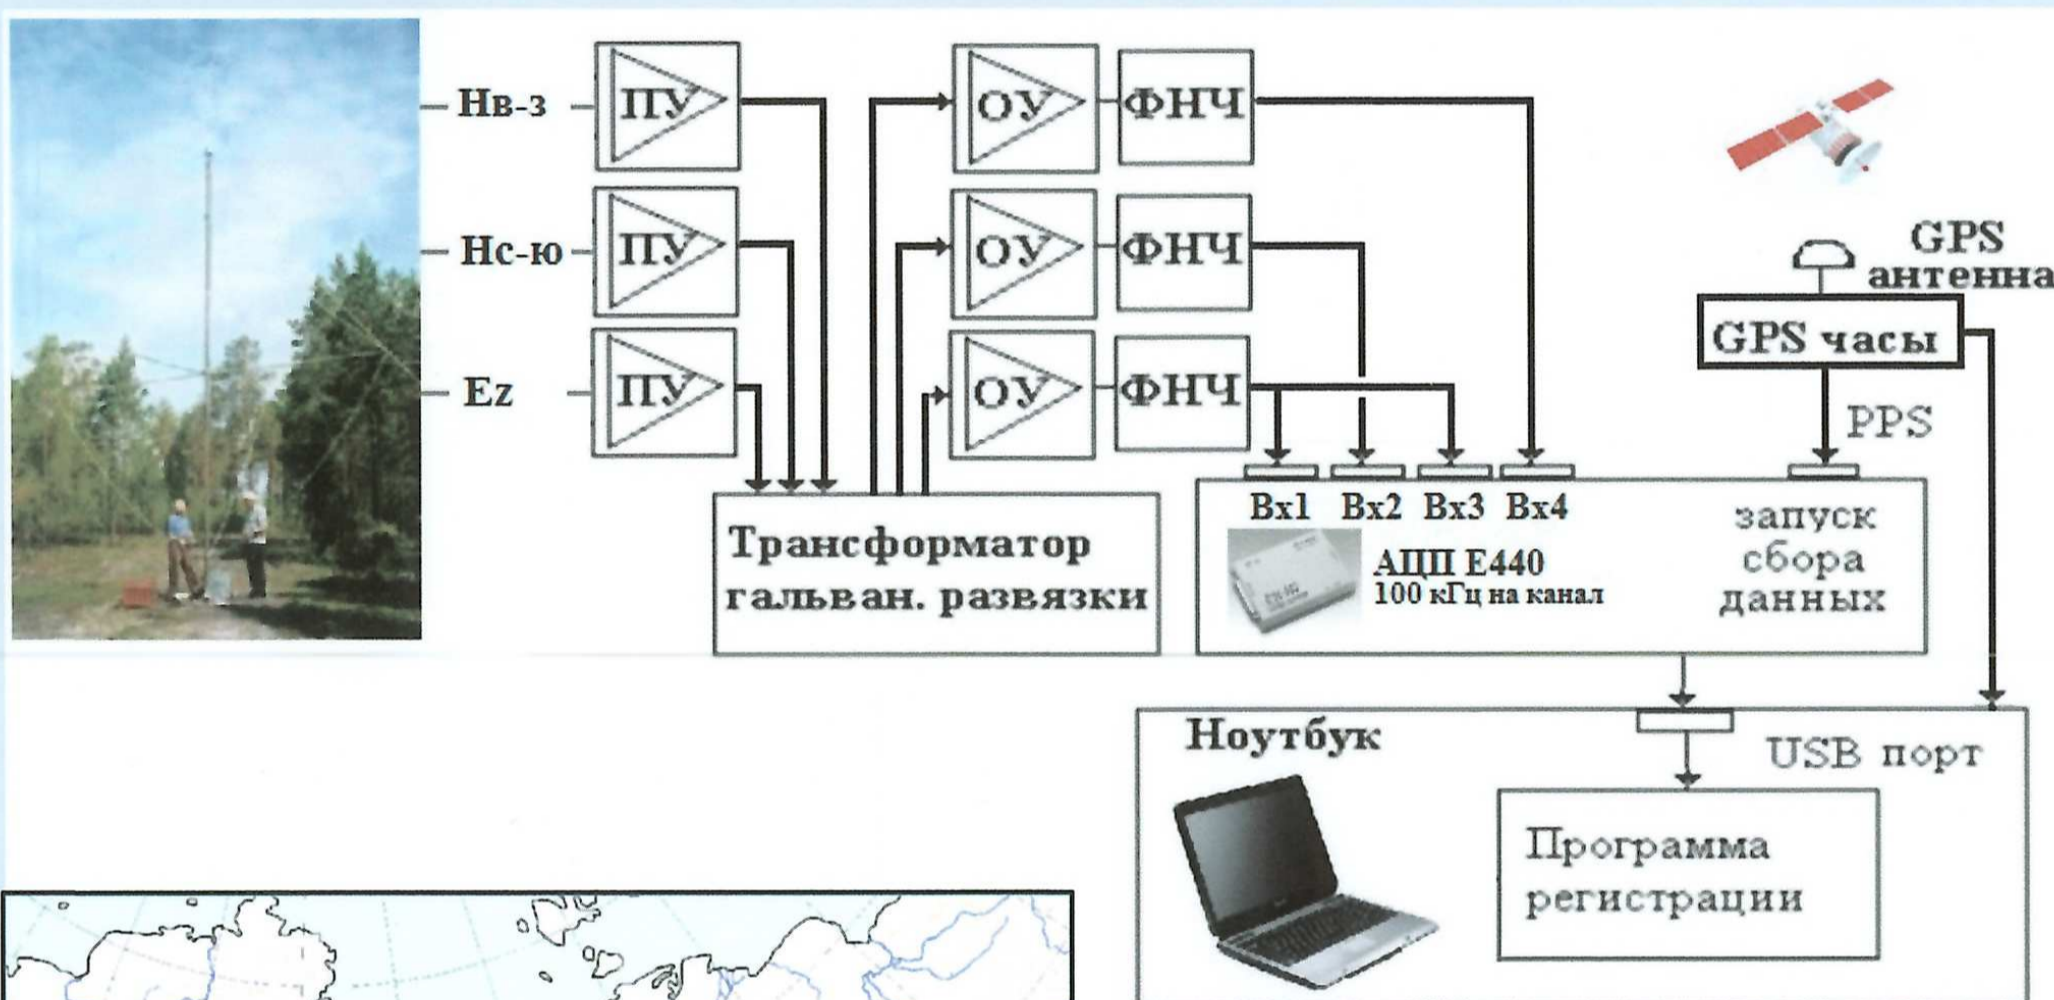 Нв-з
ПУ
ОУ
ФНЧ
Нс-ю
ПУ
ОУ
ФНЧ
Ez
ПУ
ОУ
ФНЧ
GPS
антенна
GPS часы
PPS
Трансформатор
гальван. развязки
Вх1 Вх2 Вх3 Вх4
АЦП Е440
100 кГц на канал
запуск
сбора
данных
Ноутбук
USB порт
Программа
регистрации